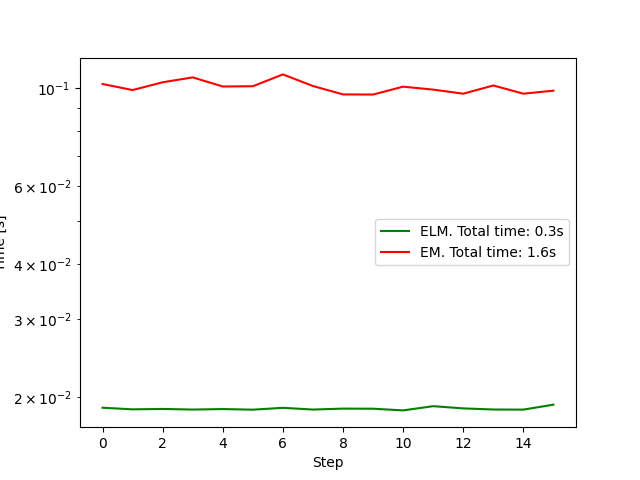 10⁻¹
6 × 10⁻²
4 × 10⁻²
3 × 10⁻²
2 × 10⁻²
[s]
ELM. Total time: 0.3s
EM. Total time: 1.6s
0 2 4 6 8 10 12 14
Step